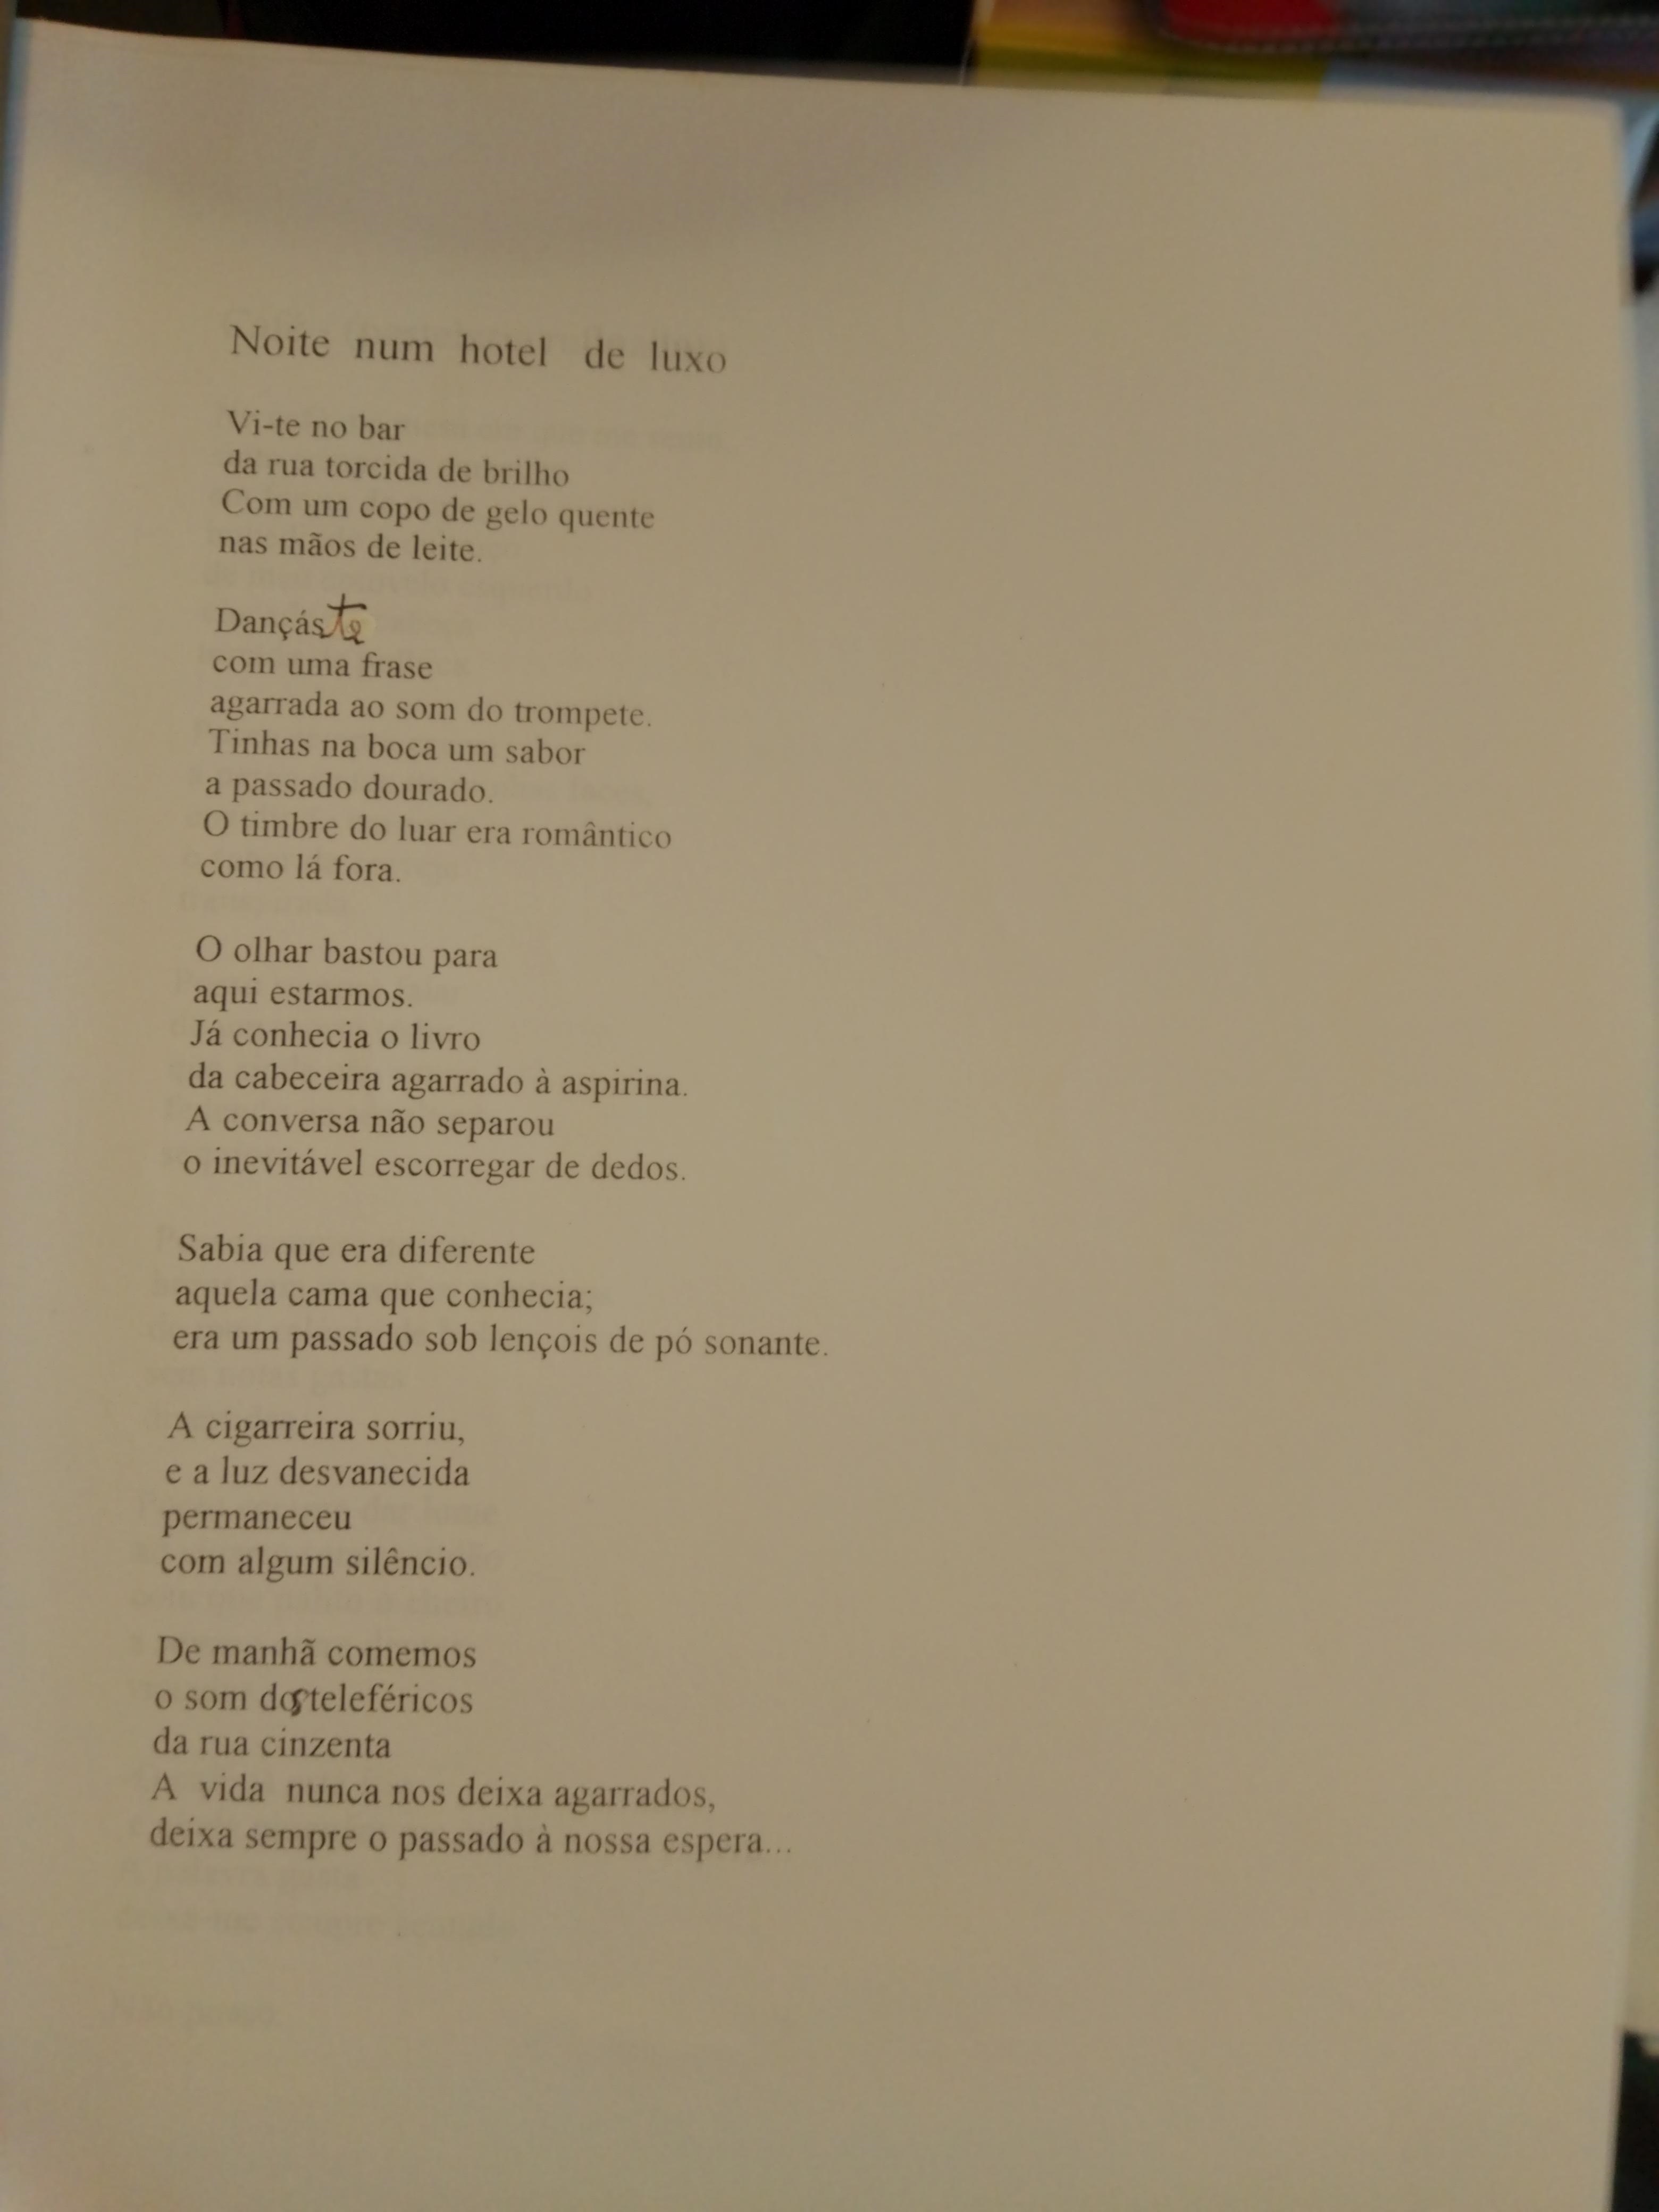 Noite num hotel de luxo
Vi-te no bar
da rua torcida de brilho
Com um copo de gelo quente
nas mãos de leite.
Dançáste
com uma frase
agarrada ao som do trompete.
Tinhas na boca um sabor
a passado dourado.
O timbre do luar era romântico
como lá fora.
O olhar bastou para
aqui estarmos.
Já conhecia o livro
da cabeceira agarrado à aspirina.
A conversa não separou
o inevitável escorregar de dedos.
Sabia que era diferente
aquela cama que conhecia;
era um passado sob lençois de pó sonante.
A cigarreira sorriu,
e a luz desvanecida
permaneceu
com algum silêncio.
De manhã comemos
o som dos teleféricos
da rua cinzenta
A vida nunca nos deixa agarrados,
deixa sempre o passado à nossa espera...